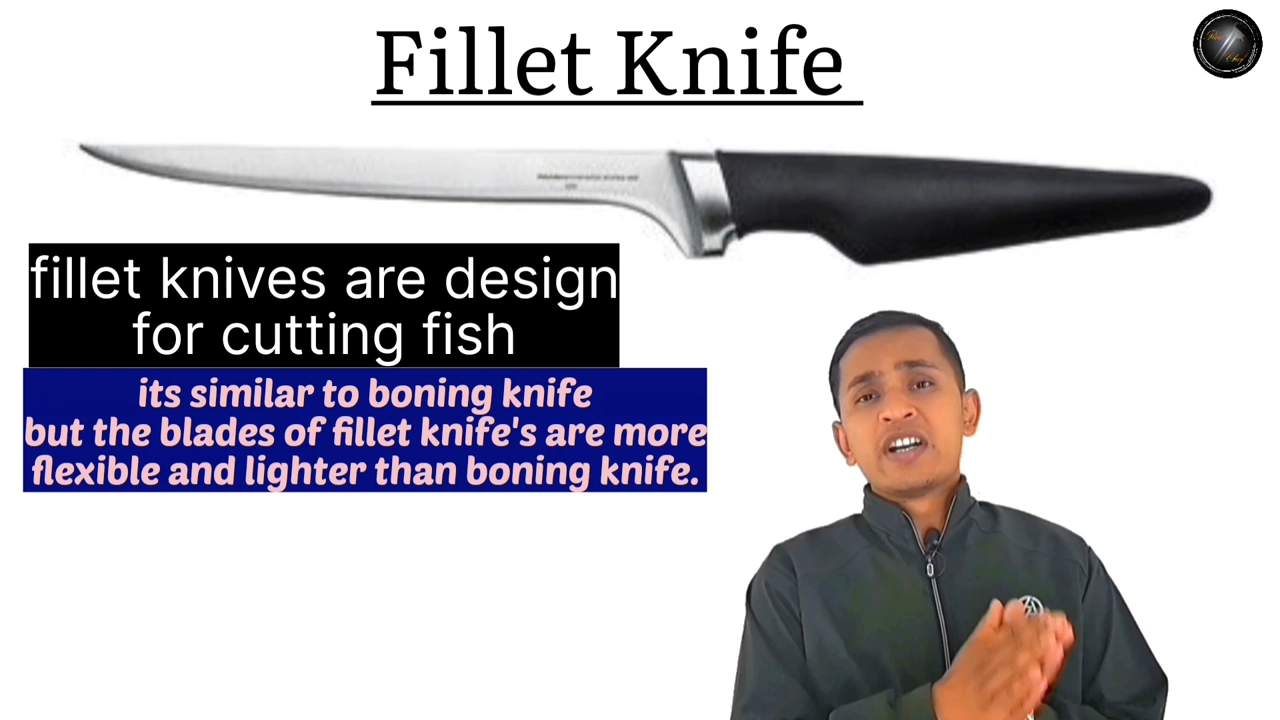 Fillet Knife
fillet knives are design
for cutting fish
its similar to boning knife
but the blades of fillet knife's are more
flexible and lighter than boning knife.